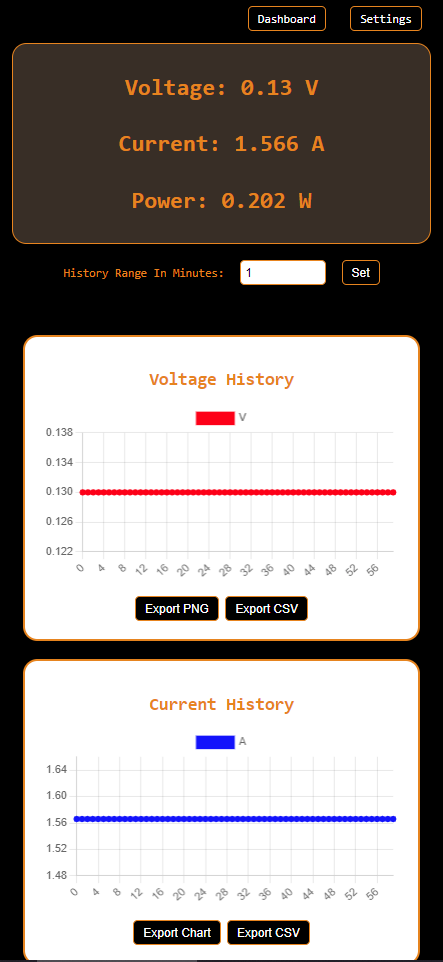 Dashboard Settings
Voltage: 0.13 V
Current: 1.566 A
Power: 0.202 W
History Range In Minutes: 1 Set
Voltage History
V
0.138
0.134
0.130
0.126
0.122
0 4 8 12 16 20 24 28 32 36 40 44 48 52 56
Export PNG Export CSV
Current History
A
1.64
1.60
1.56
1.52
1.48
0 4 8 12 16 20 24 28 32 36 40 44 48 52 56
Export Chart Export CSV